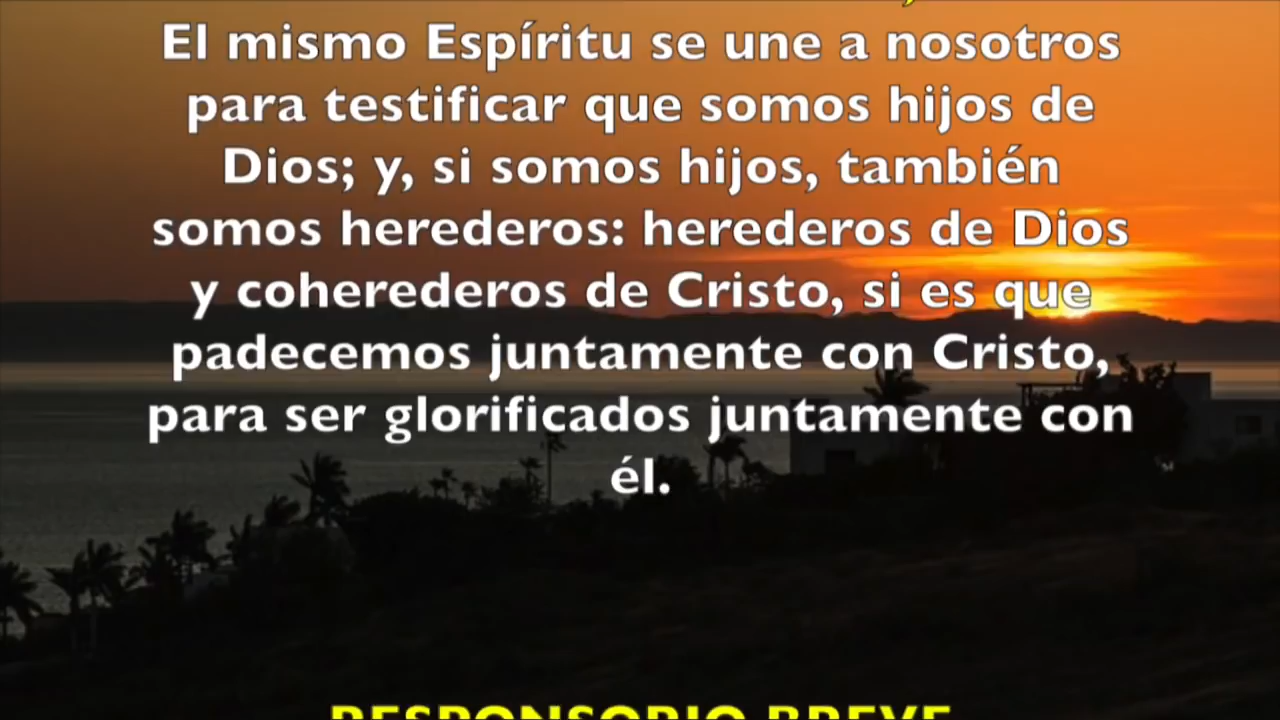 El mismo Espíritu se une a nosotros
para testificar que somos hijos de
Dios; y, si somos hijos, también
somos herederos: herederos de Dios
y coherederos de Cristo, si es que
padecemos juntamente con Cristo,
para ser glorificados juntamente con
él.
RESPONSORIO BREVE